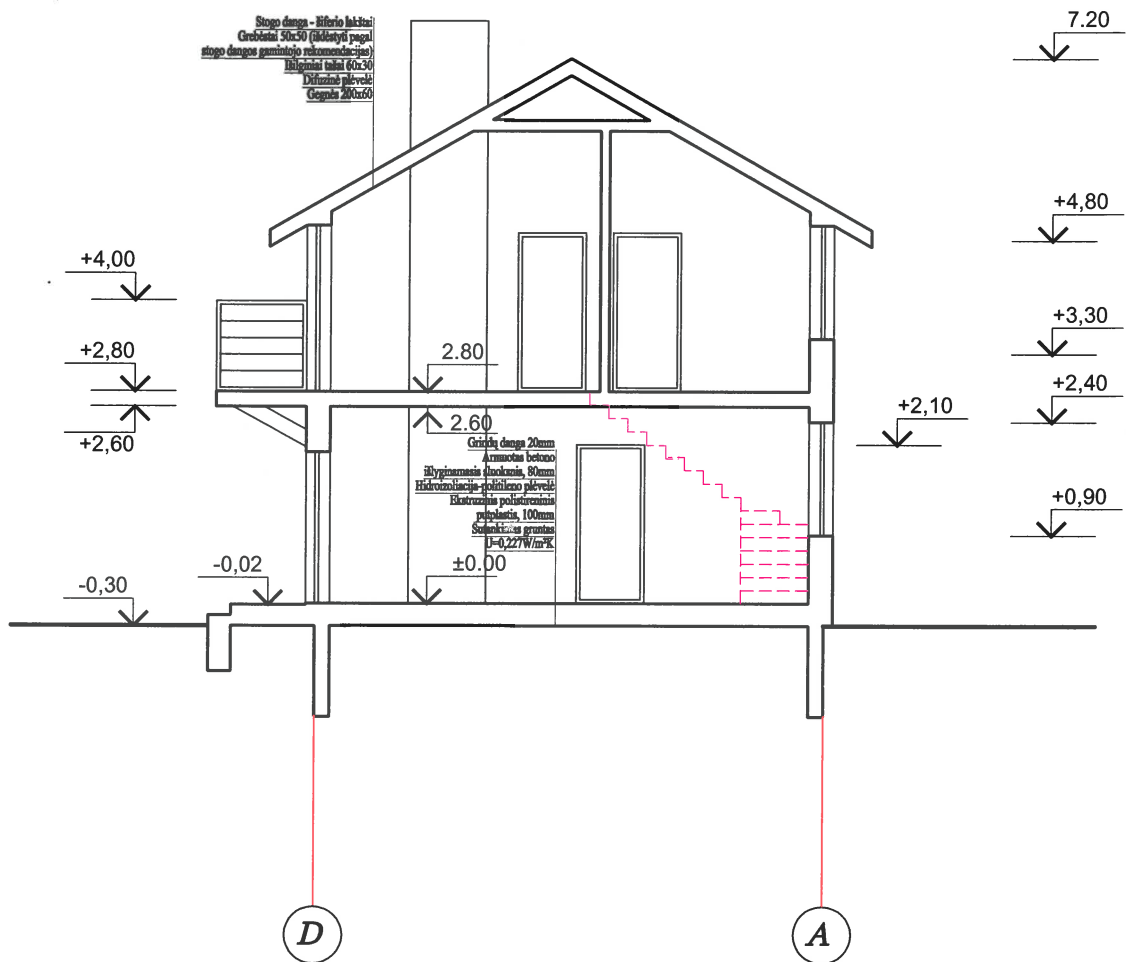 Stogo danga - šiferio lakštai
Grebėstai 50x50 (išdėstyti pagal
stogo dangos gamintojo rekomendacijas)
Išilginiai tašai 60x30
Difuzinė plėvelė
Gegnės 200x60
7.20
+4,80
+4,00
+3,30
+2,80
2.80
+2,40
+2,10
2.60
+2,60
Grindų danga 20mm
Armuotas betono
išlyginamasis sluoksnis, 80mm
Hidroizoliacija-politileno plėvelė
Ekstruzinis polistireninis
putplastis, 100mm
gruntas
U=0,227W/m²K
+0,90
-0,02
±0.00
-0,30
D
A